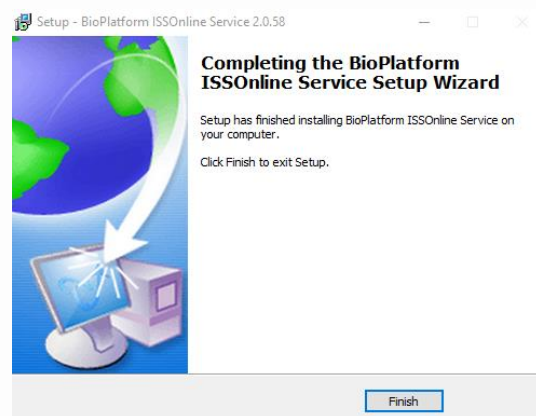 Setup - BioPlatform ISSOnline Service 2.0.58
Completing the BioPlatform
ISSOnline Service Setup Wizard
Setup has finished installing BioPlatform ISSOnline Service on
your computer.
Click Finish to exit Setup.
Finish